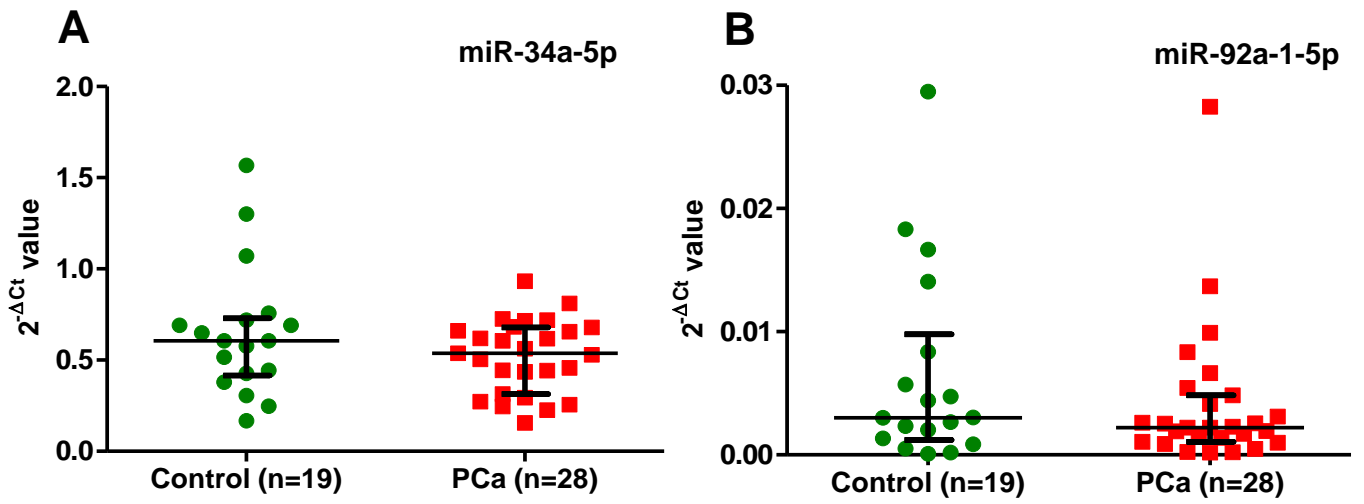 A
miR-34a-5p
2-ΔCt value
2.0
1.5
1.0
0.5
0.0
Control (n=19)
PCa (n=28)
B
miR-92a-1-5p
2-ΔCt value
0.03
0.02
0.01
0.00
Control (n=19)
PCa (n=28)